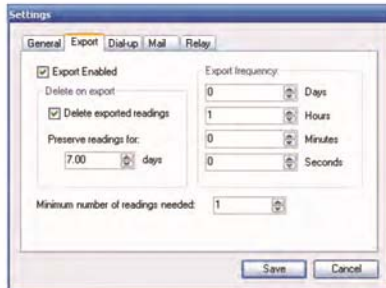 Settings
General Export Dial-up Mail Relay
Export Enabled
Delete on export
Delete exported readings
Preserve readings for:
7.00 days
Export frequency
0 Days
1 Hours
0 Minutes
0 Seconds
Minimum number of readings needed: 1
Save Cancel